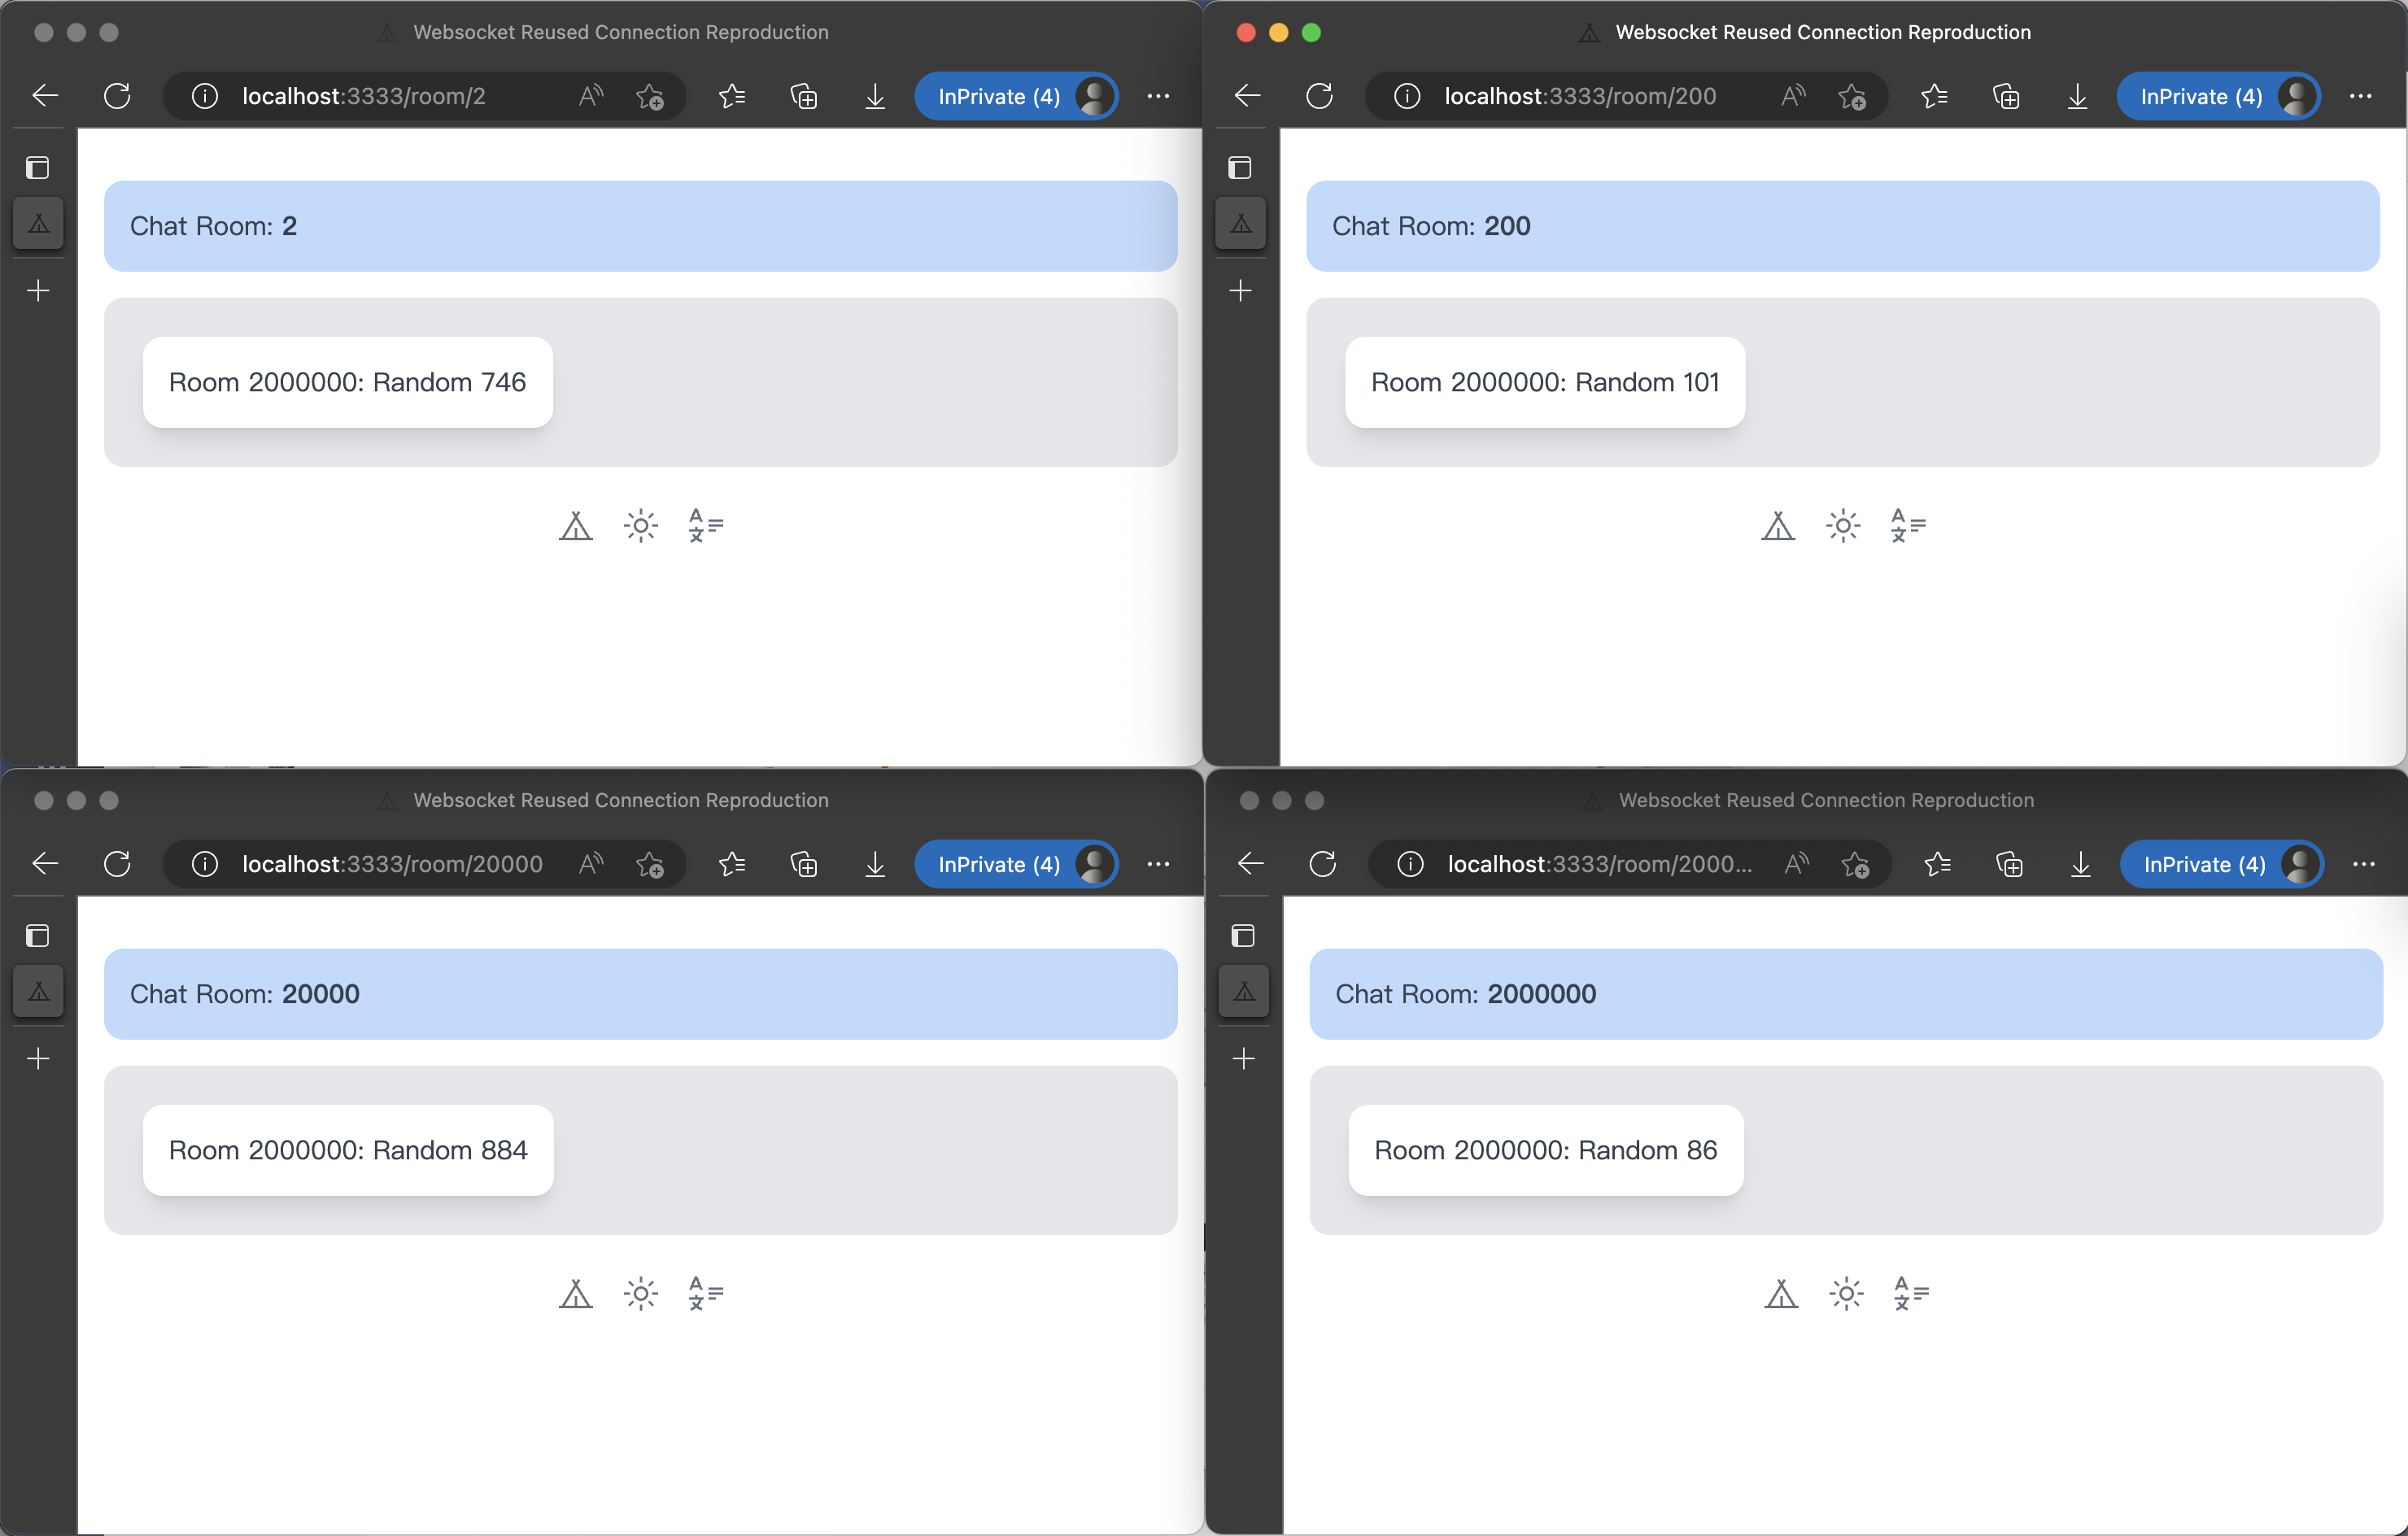 Websocket Reused Connection Reproduction
localhost:3333/room/2
InPrivate (4)
Chat Room: 2
Room 2000000: Random 746
Websocket Reused Connection Reproduction
localhost:3333/room/200
InPrivate (4)
Chat Room: 200
Room 2000000: Random 101
Websocket Reused Connection Reproduction
localhost:3333/room/20000
InPrivate (4)
Chat Room: 20000
Room 2000000: Random 884
Websocket Reused Connection Reproduction
localhost:3333/room/2000...
InPrivate (4)
Chat Room: 2000000
Room 2000000: Random 86